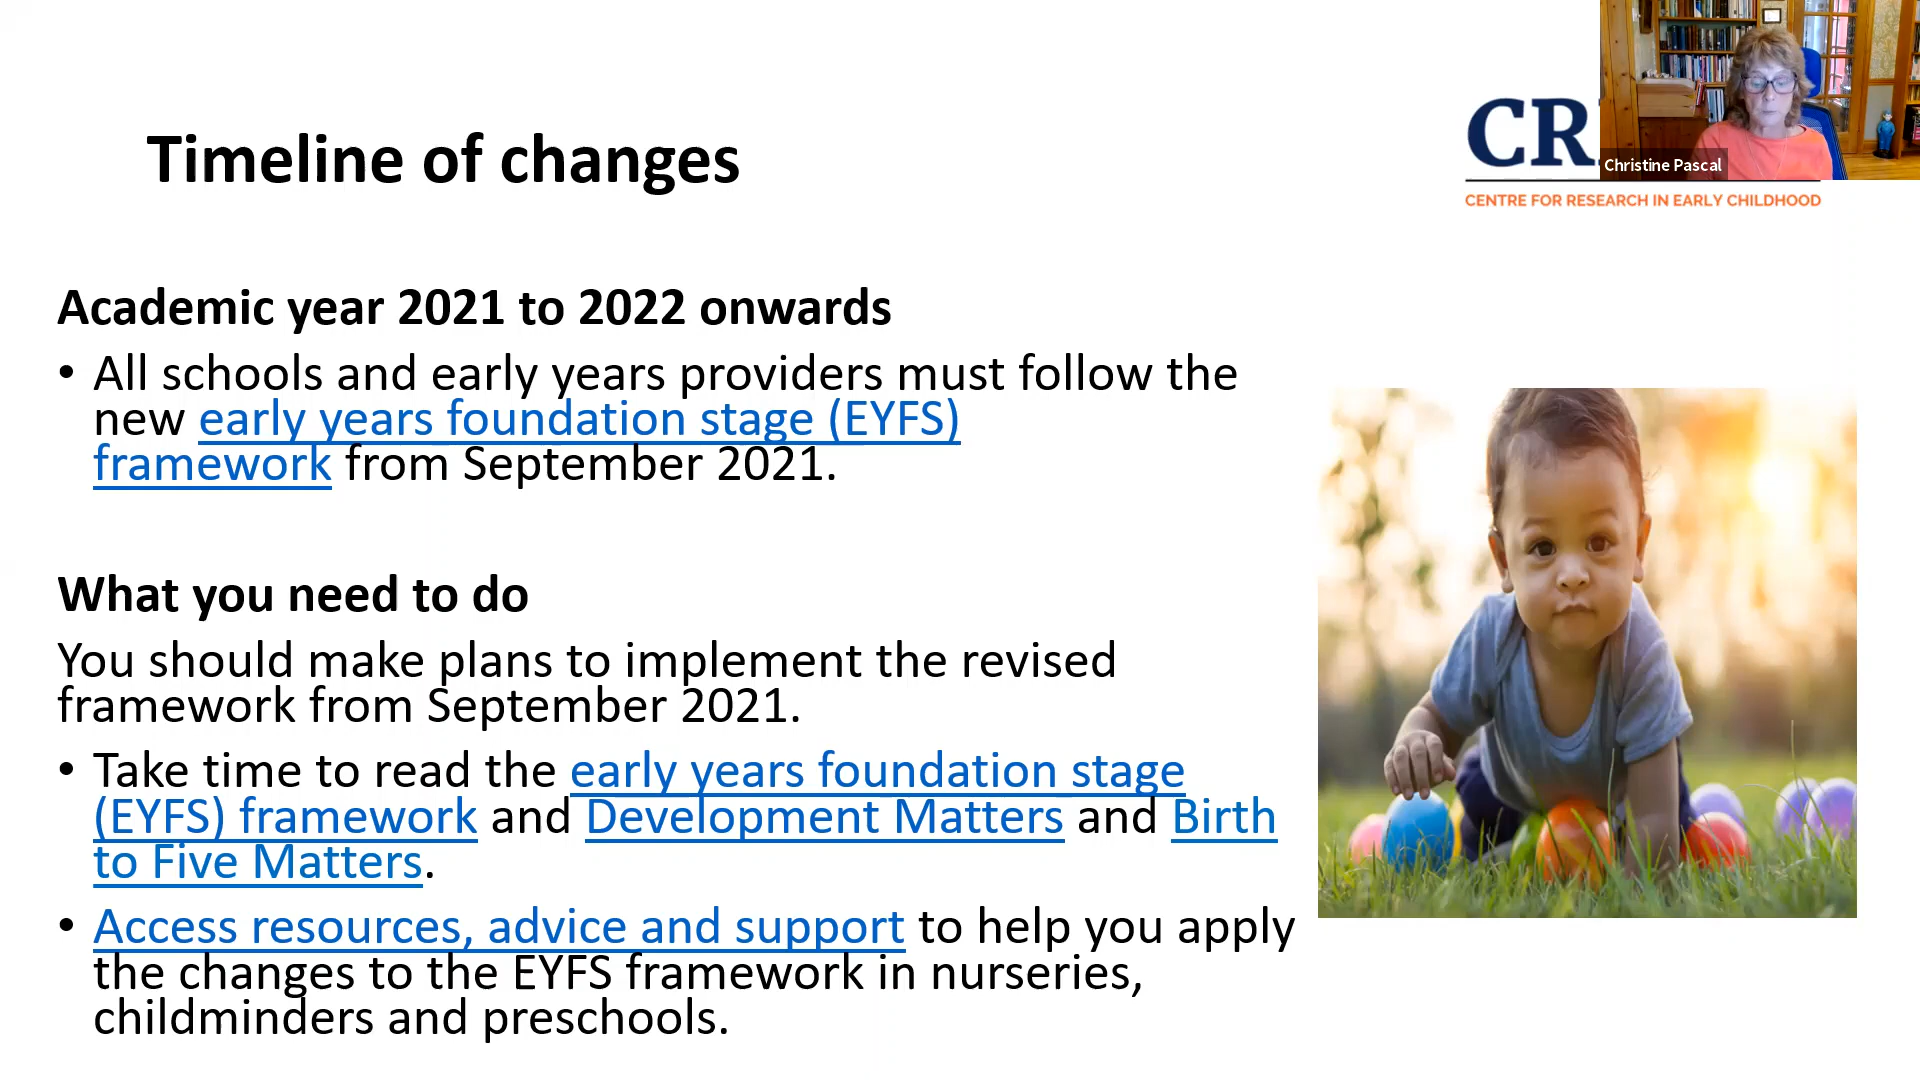 Timeline of changes
CR
Christine Pascal
CENTRE FOR RESEARCH IN EARLY CHILDHOOD
Academic year 2021 to 2022 onwards
• All schools and early years providers must follow the
new early years foundation stage (EYFS)
framework from September 2021.
What you need to do
You should make plans to implement the revised
framework from September 2021.
• Take time to read the early years foundation stage
(EYFS) framework and Development Matters and Birth
to Five Matters.
• Access resources, advice and support to help you apply
the changes to the EYFS framework in nurseries,
childminders and preschools.